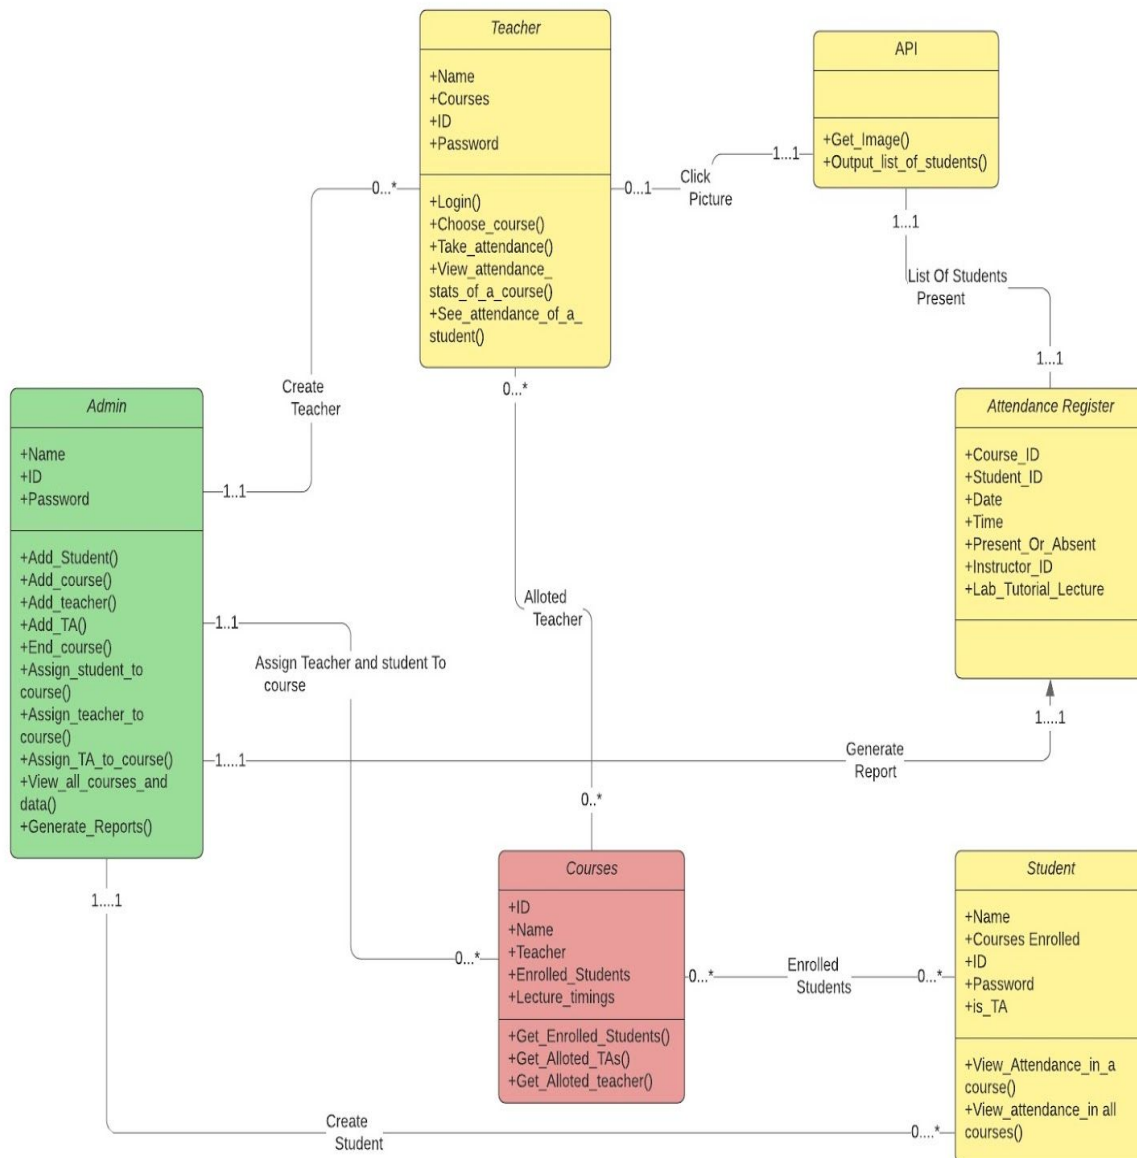 Teacher
+Name
+Courses
+ID
+Password
+Login()
+Choose_course()
+Take_attendance()
+View_attendance_
stats_of_a_course()
+See_attendance_of_a_
student()
API
+Get_Image()
+Output_list_of_students()
0...*
0...1
Click
Picture
1...1
1...1
List Of Students
Present
1...1
Create
Teacher
0...*
Admin
+Name
+ID
+Password
+Add_Student()
+Add_course()
+Add_teacher()
+Add_TA()
+End_course()
+Assign_student_to
course()
+Assign_teacher_to
course()
+Assign_TA_to_course()
+View_all_courses_and
data()
+Generate_Reports()
1..1
1..1
1....1
1....1
Attendance Register
+Course_ID
+Student_ID
+Date
+Time
+Present_Or_Absent
+Instructor_ID
+Lab_Tutorial_Lecture
Alloted
Teacher
Assign Teacher and student To
course
1....1
Generate
Report
0..*
Courses
+ID
+Name
+Teacher
+Enrolled_Students
+Lecture_timings
+Get_Enrolled_Students()
+Get_Alloted_TAs()
+Get_Alloted_teacher()
0...*
0...*
Enrolled
Students
0...*
Student
+Name
+Courses Enrolled
+ID
+Password
+is_TA
+View_Attendance_in_a
course()
+View_attendance_in all
courses()
Create
Student
0....*